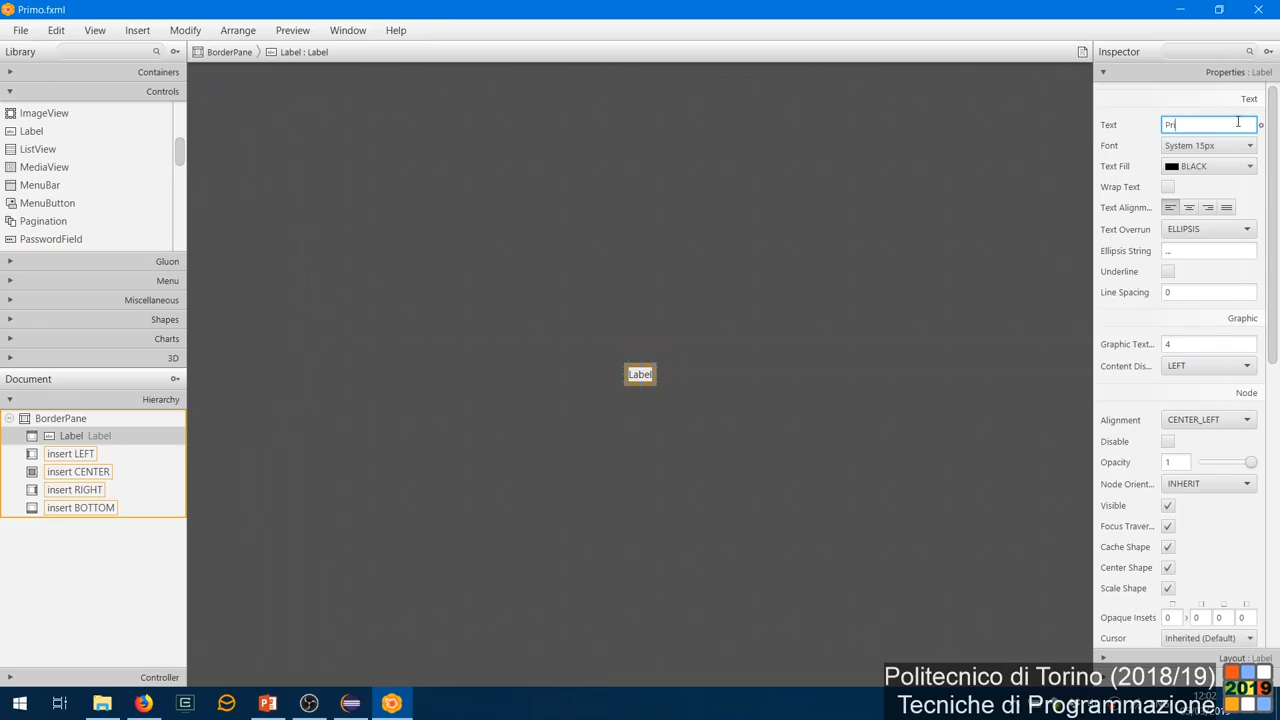 Primo.fxml
File Edit View Insert Modify Arrange Preview Window Help
Library
BorderPane Label : Label
Inspector
Containers
Properties : Label
Controls
Text
ImageView
Label
ListView
MediaView
MenuBar
MenuButton
Pagination
PasswordField
Gluon
Menu
Miscellaneous
Shapes
Charts
3D
Document
Hierarchy
BorderPane
Label Label
insert LEFT
insert CENTER
insert RIGHT
insert BOTTOM
Controller
Label
Text Pri
Font System 15px
Text Fill BLACK
Wrap Text
Text Alignm...
Text Overrun ELLIPSIS
Ellipsis String ...
Underline
Line Spacing 0
Graphic
Graphic Text... 4
Content Dis... LEFT
Node
Alignment CENTER_LEFT
Disable
Opacity 1
Node Orient... INHERIT
Visible
Focus Traver...
Cache Shape
Center Shape
Scale Shape
Opaque Insets 0 0 0 0
Cursor Inherited (Default)
Layout : Label
Politecnico di Torino (2018/19)
Tecniche di Programmazione
2019
12:02